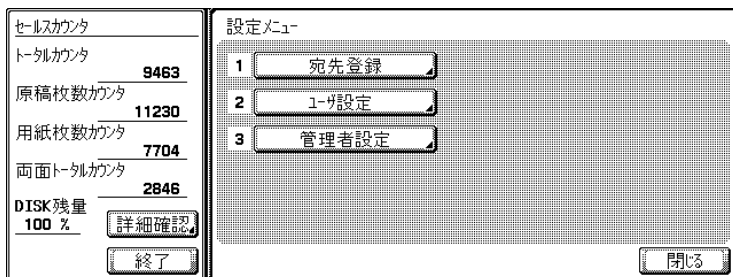 セールスカウンタ
トータルカウンタ
9463
原稿枚数カウンタ
11230
用紙枚数カウンタ
7704
両面トータルカウンタ
2846
DISK残量
100 %
詳細確認
終了
設定メニュー
1 宛先登録
2 ユーザ設定
3 管理者設定
閉じる